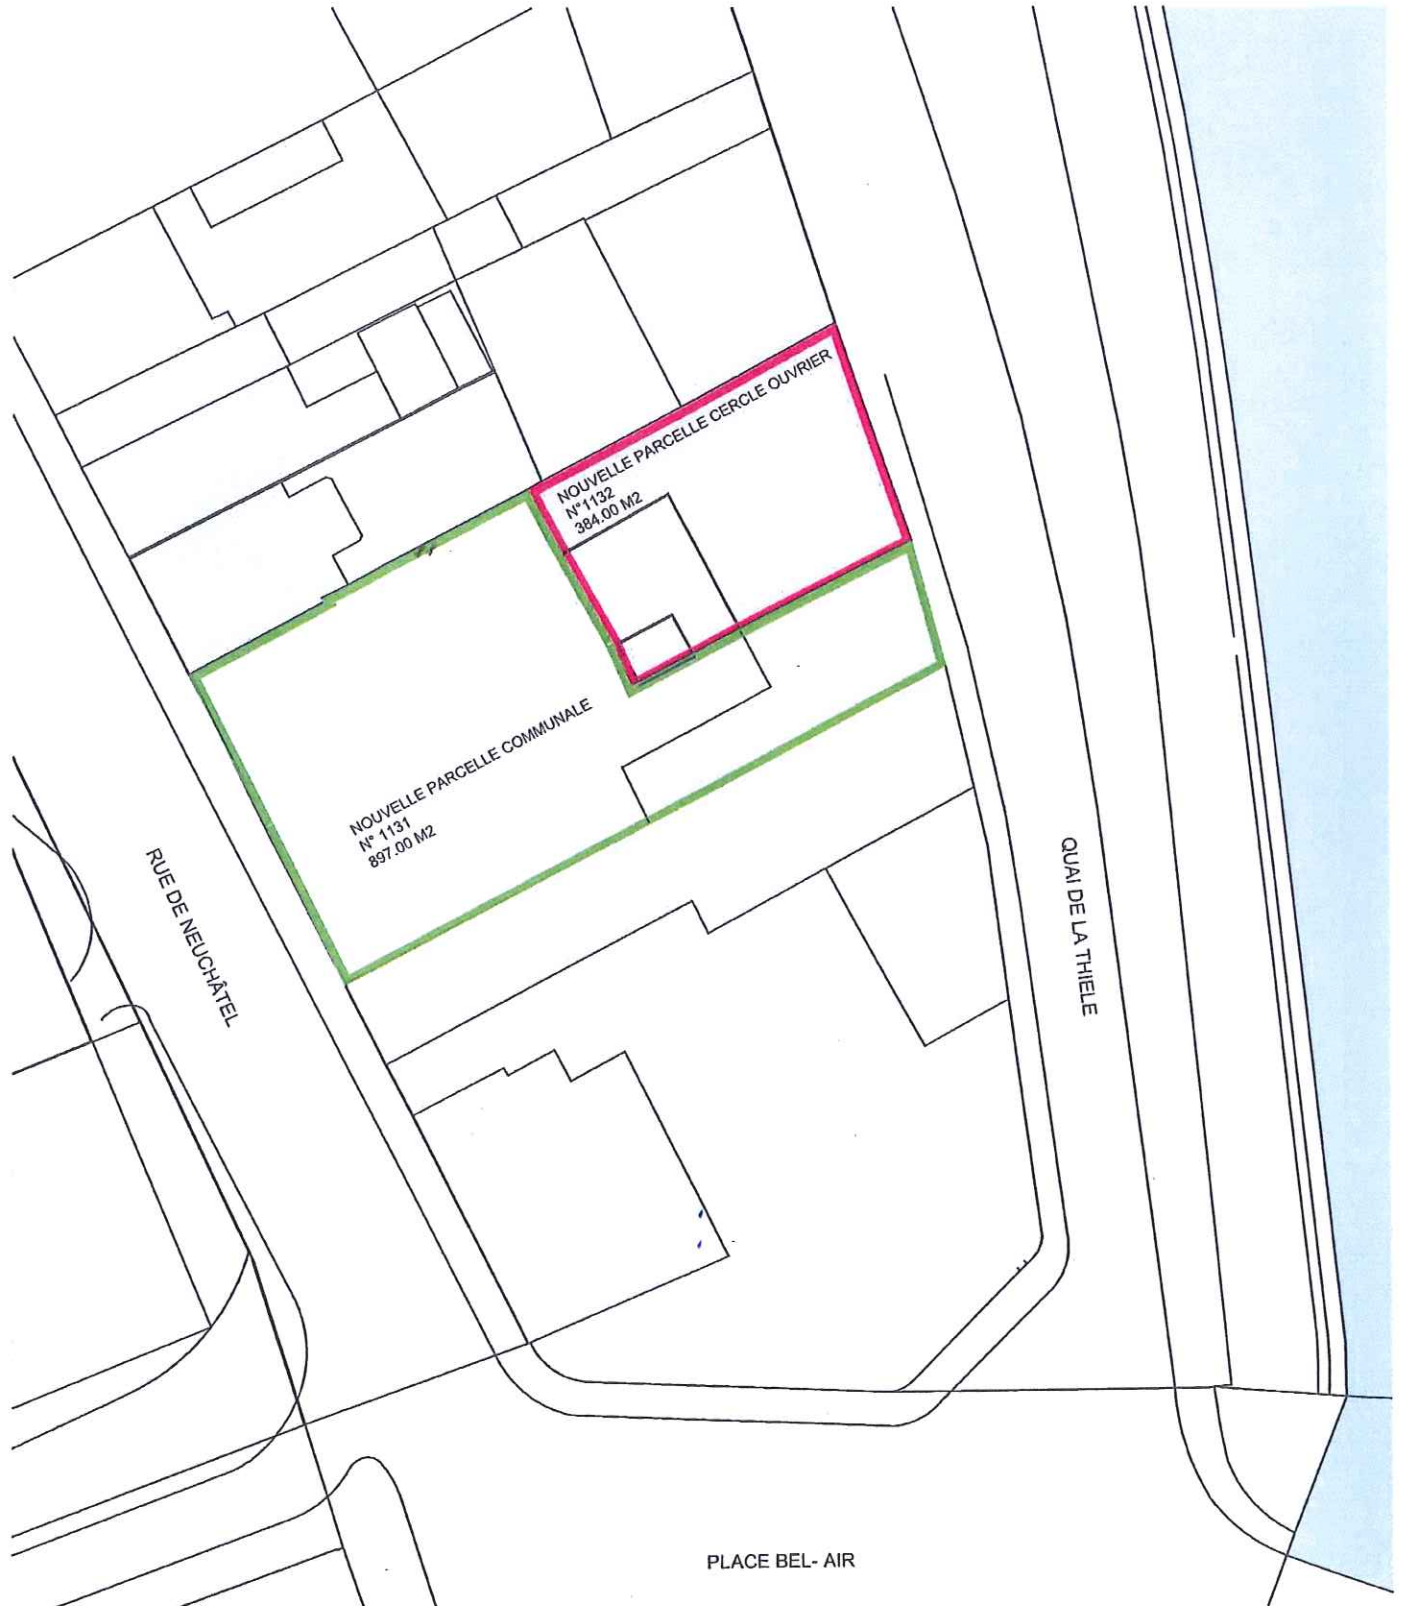 NOUVELLE PARCELLE CERCLE OUVRIER
N°1132
384.00 M2
NOUVELLE PARCELLE COMMUNALE
N° 1131
897.00 M2
RUE DE NEUCHÂTEL
QUAI DE LA THIELE
PLACE BEL- AIR